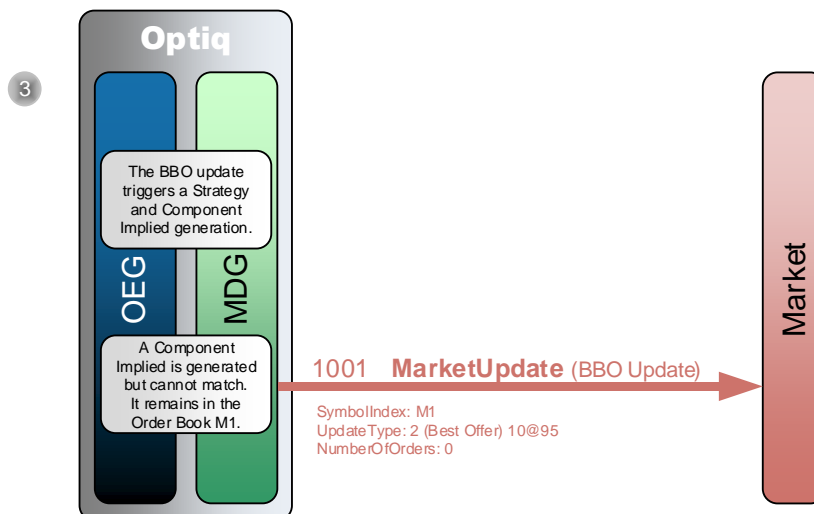 Optiq
3
The BBO update
triggers a Strategy
and Component
Implied generation.
OEG
MDG
Market
A Component
Implied is generated
but cannot match.
It remains in the
Order Book M1.
1001 MarketUpdate (BBO Update)
SymbolIndex: M1
UpdateType: 2 (Best Offer) 10@95
NumberOfOrders: 0